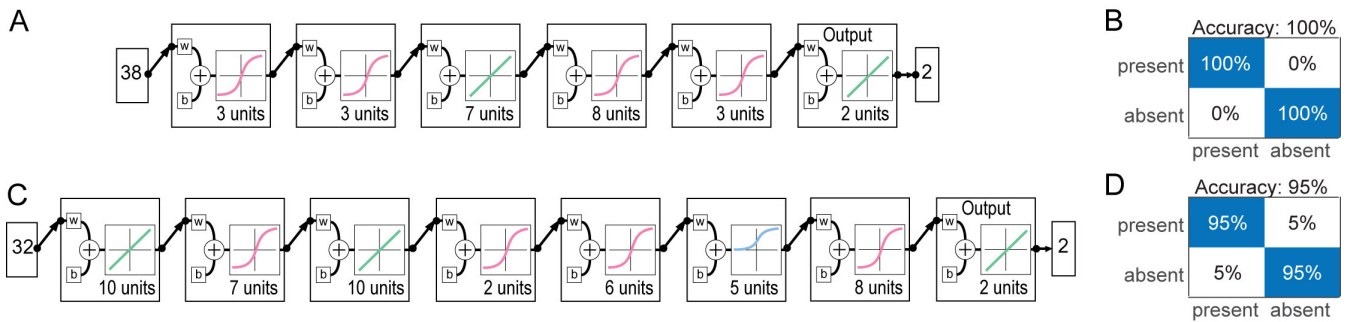 A
38
w
b
3 units
w
b
3 units
w
b
7 units
w
b
8 units
w
b
3 units
Output
w
b
2 units
2
B
Accuracy: 100%
present
100%
0%
absent
0%
100%
present absent
C
32
w
b
10 units
w
b
7 units
w
b
10 units
w
b
2 units
w
b
6 units
w
b
5 units
w
b
8 units
Output
w
b
2 units
2
D
Accuracy: 95%
present
95%
5%
absent
5%
95%
present absent